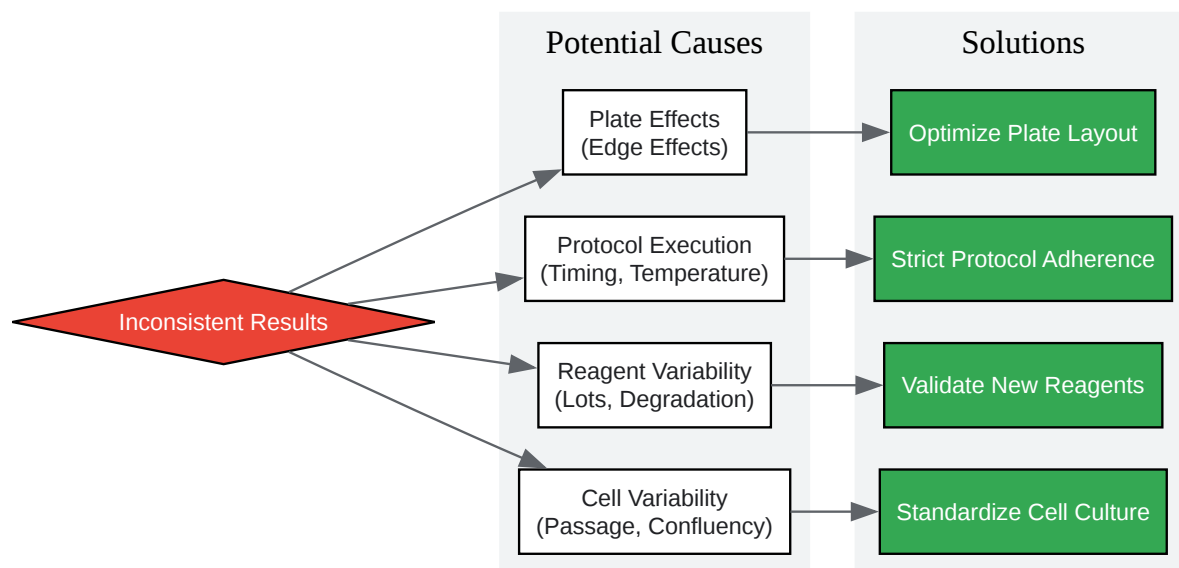 Potential Causes
Solutions
Plate Effects
(Edge Effects)
Optimize Plate Layout
Protocol Execution
(Timing, Temperature)
Strict Protocol Adherence
Inconsistent Results
Reagent Variability
(Lots, Degradation)
Validate New Reagents
Cell Variability
(Passage, Confluency)
Standardize Cell Culture